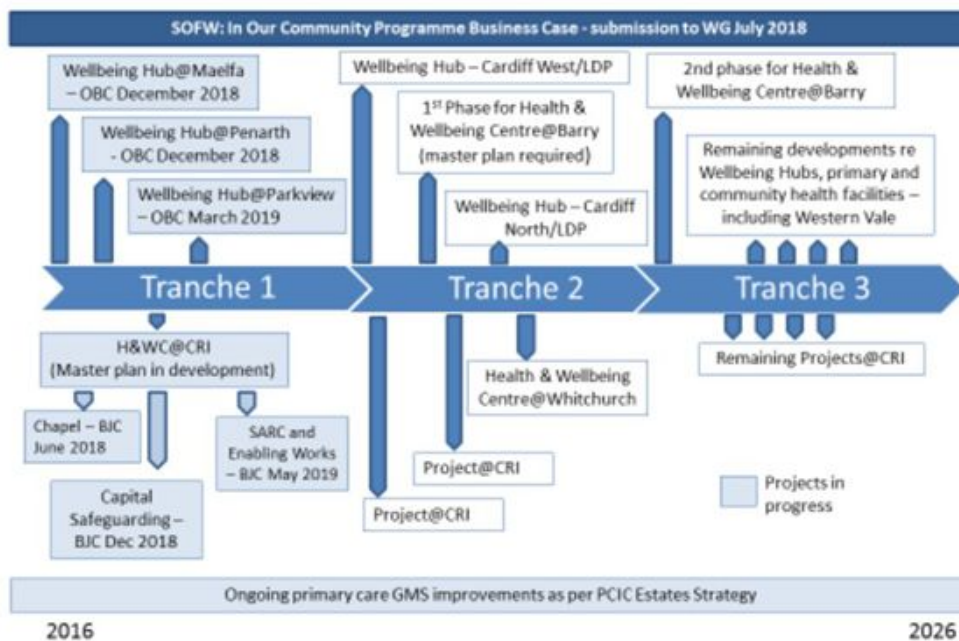 SOFW: In Our Community Programme Business Case - submission to WG July 2018
Wellbeing Hub@Maelfa
– OBC December 2018
Wellbeing Hub@Penarth
- OBC December 2018
Wellbeing Hub@Parkview
– OBC March 2019
Wellbeing Hub – Cardiff West/LDP
1st Phase for Health &
Wellbeing Centre@Barry
(master plan required)
Wellbeing Hub – Cardiff
North/LDP
2nd phase for Health &
Wellbeing Centre@Barry
Remaining developments re
Wellbeing Hubs, primary and
community health facilities –
including Western Vale
Tranche 1
Tranche 2
Tranche 3
H&WC@CRI
(Master plan in development)
Chapel – BJC
June 2018
Capital
Safeguarding –
BJC Dec 2018
SARC and
Enabling Works
– BJC May 2019
Project@CRI
Project@CRI
Health & Wellbeing
Centre@Whitchurch
Remaining Projects@CRI
Projects in
progress
Ongoing primary care GMS improvements as per PCIC Estates Strategy
2016
2026